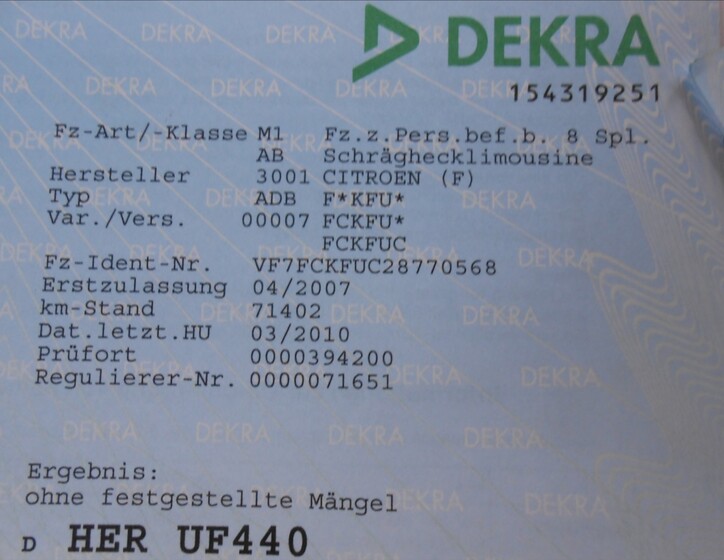 DEKRA
154319251
Fz-Art/-Klasse M1 Fz.z.Pers.bef.b. 8 Spl.
AB Schräghecklimousine
Hersteller 3001 CITROEN (F)
Typ ADB F*KFU*
Var./Vers. 00007 FCKFU*
FCKFUC
Fz-Ident-Nr. VF7FCKFUC28770568
Erstzulassung 04/2007
km-Stand 71402
Dat.letzt.HU 03/2010
Prüfort 0000394200
Regulierer-Nr. 0000071651
Ergebnis:
ohne festgestellte Mängel
D HER UF440